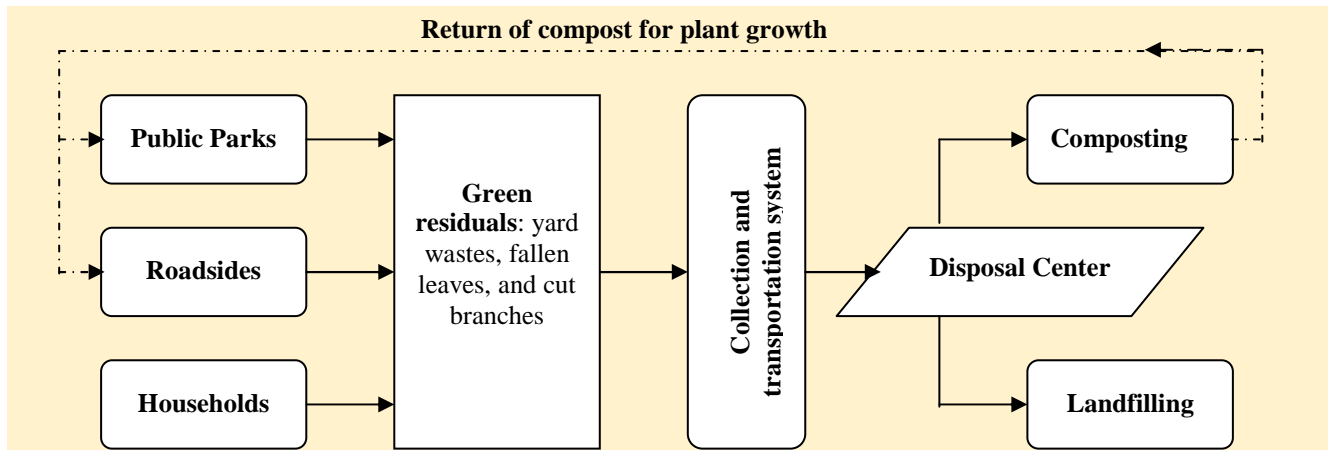 Return of compost for plant growth
Public Parks
Roadsides
Households
Green
residuals: yard
wastes, fallen
leaves, and cut
branches
Collection and
transportation system
Disposal Center
Composting
Landfilling